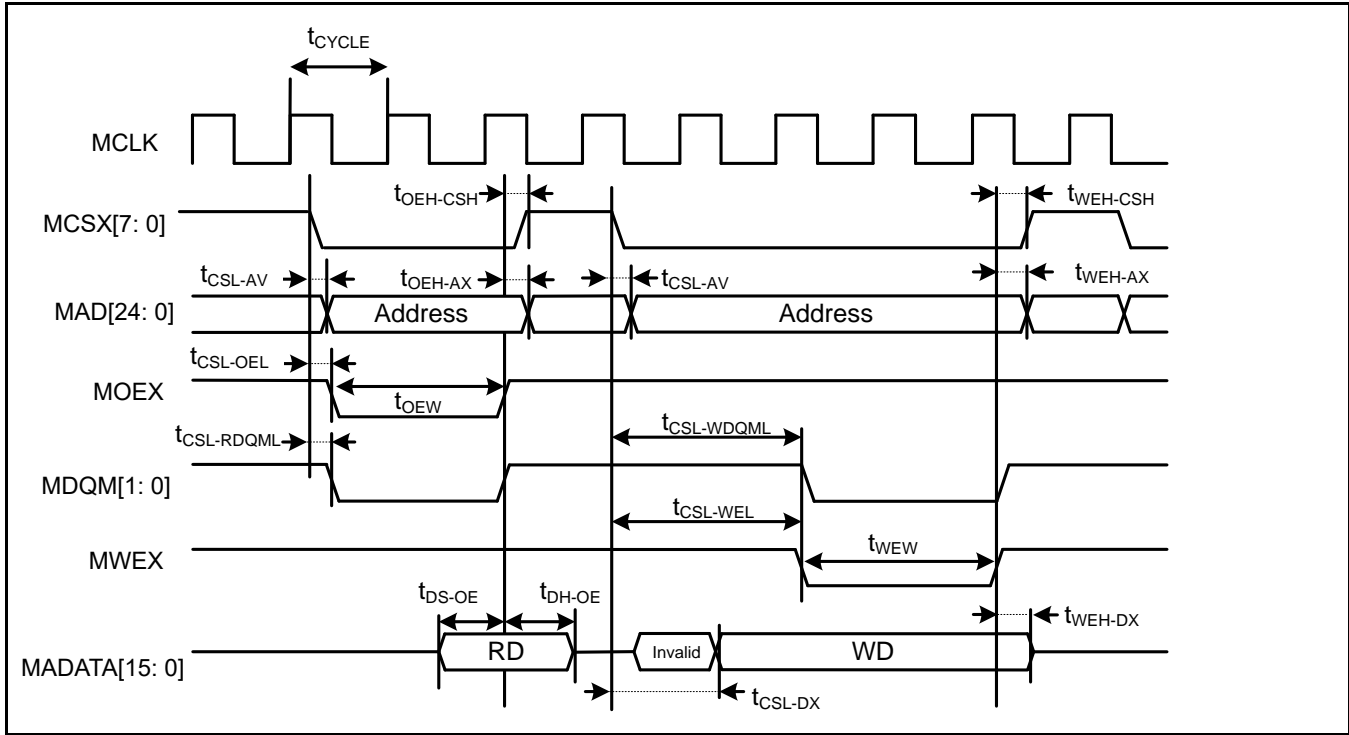 tCYCLE
MCLK
tOEH-CSH
tWEH-CSH
MCSX[7: 0]
tCSL-AV
tOEH-AX
tCSL-AV
tWEH-AX
MAD[24: 0]
Address
Address
tCSL-OEL
MOEX
tOEW
tCSL-RDQML
tCSL-WDQML
MDQM[1: 0]
tCSL-WEL
MWEX
tWEW
tDS-OE
tDH-OE
tWEH-DX
MADATA[15: 0]
RD
Invalid
WD
tCSL-DX